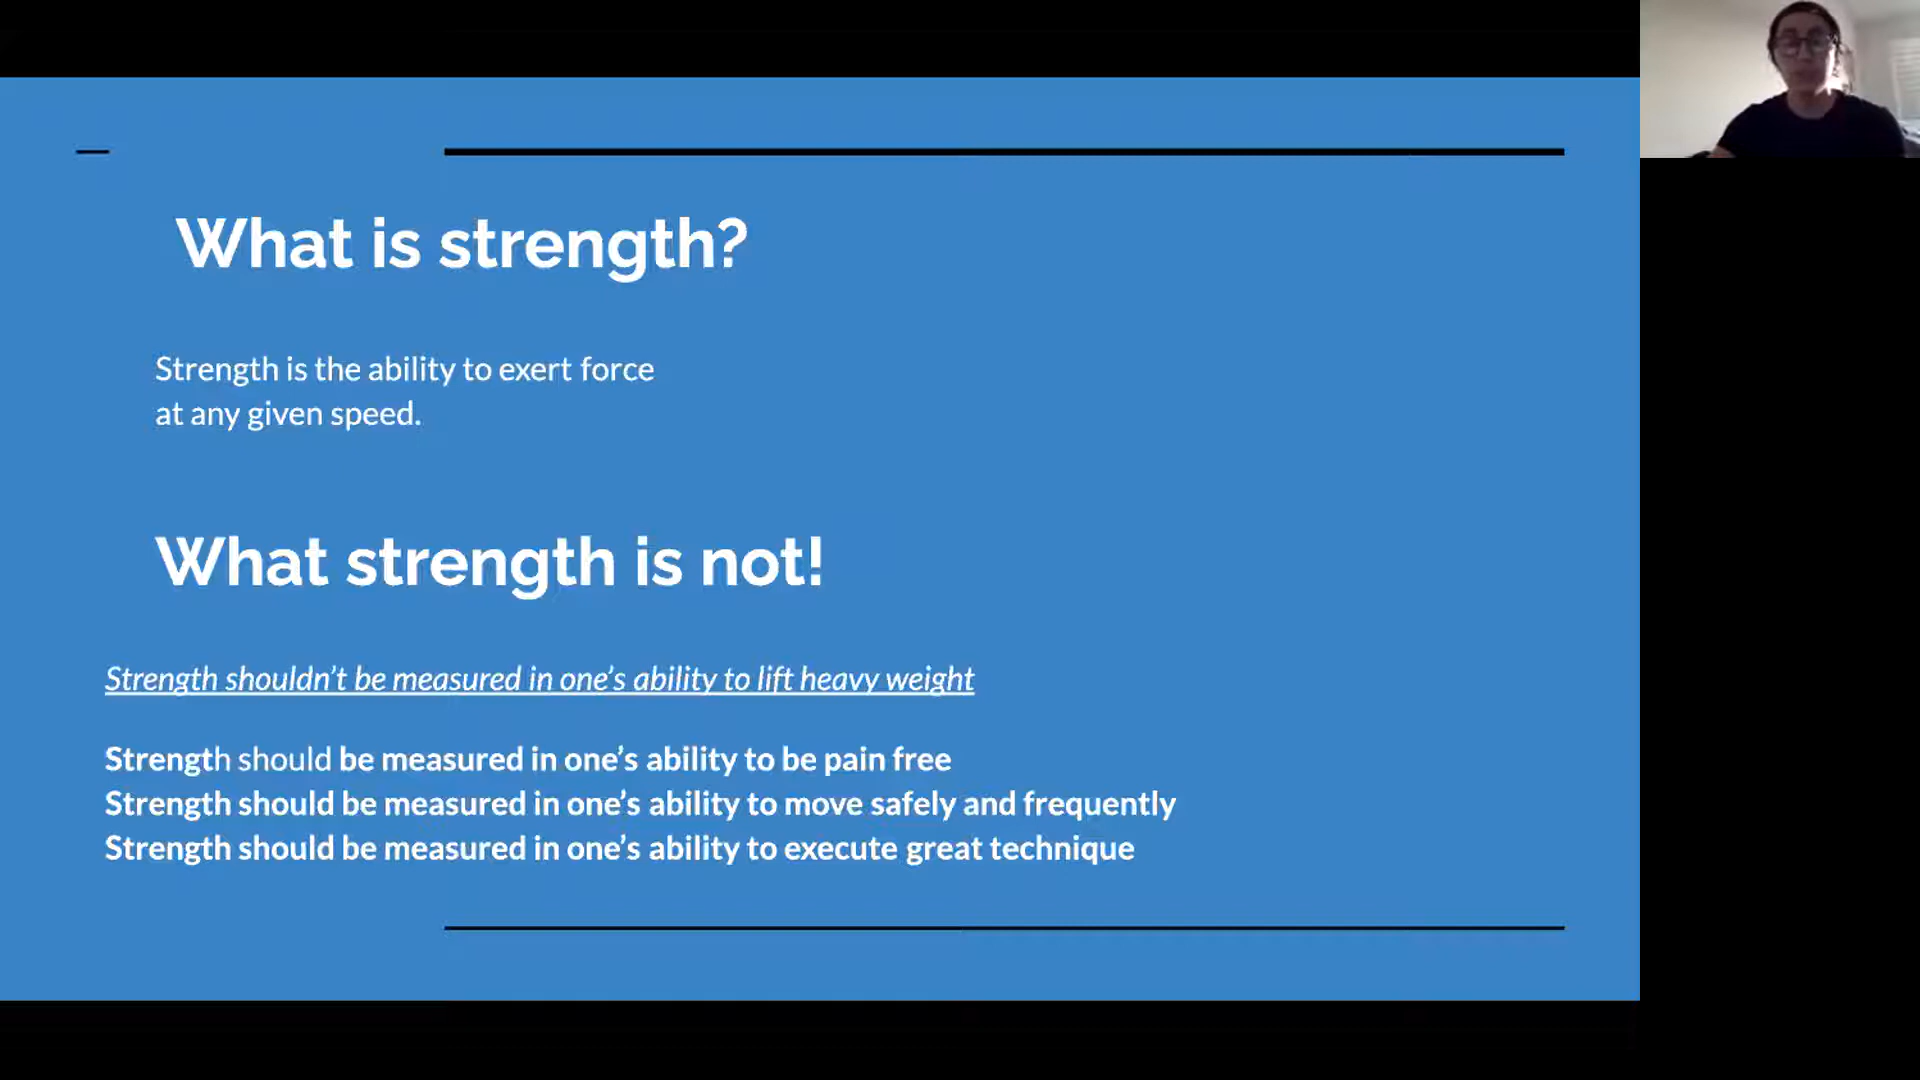 What is strength?
Strength is the ability to exert force
at any given speed.
What strength is not!
Strength shouldn’t be measured in one’s ability to lift heavy weight
Strength should be measured in one’s ability to be pain free
Strength should be measured in one’s ability to move safely and frequently
Strength should be measured in one’s ability to execute great technique